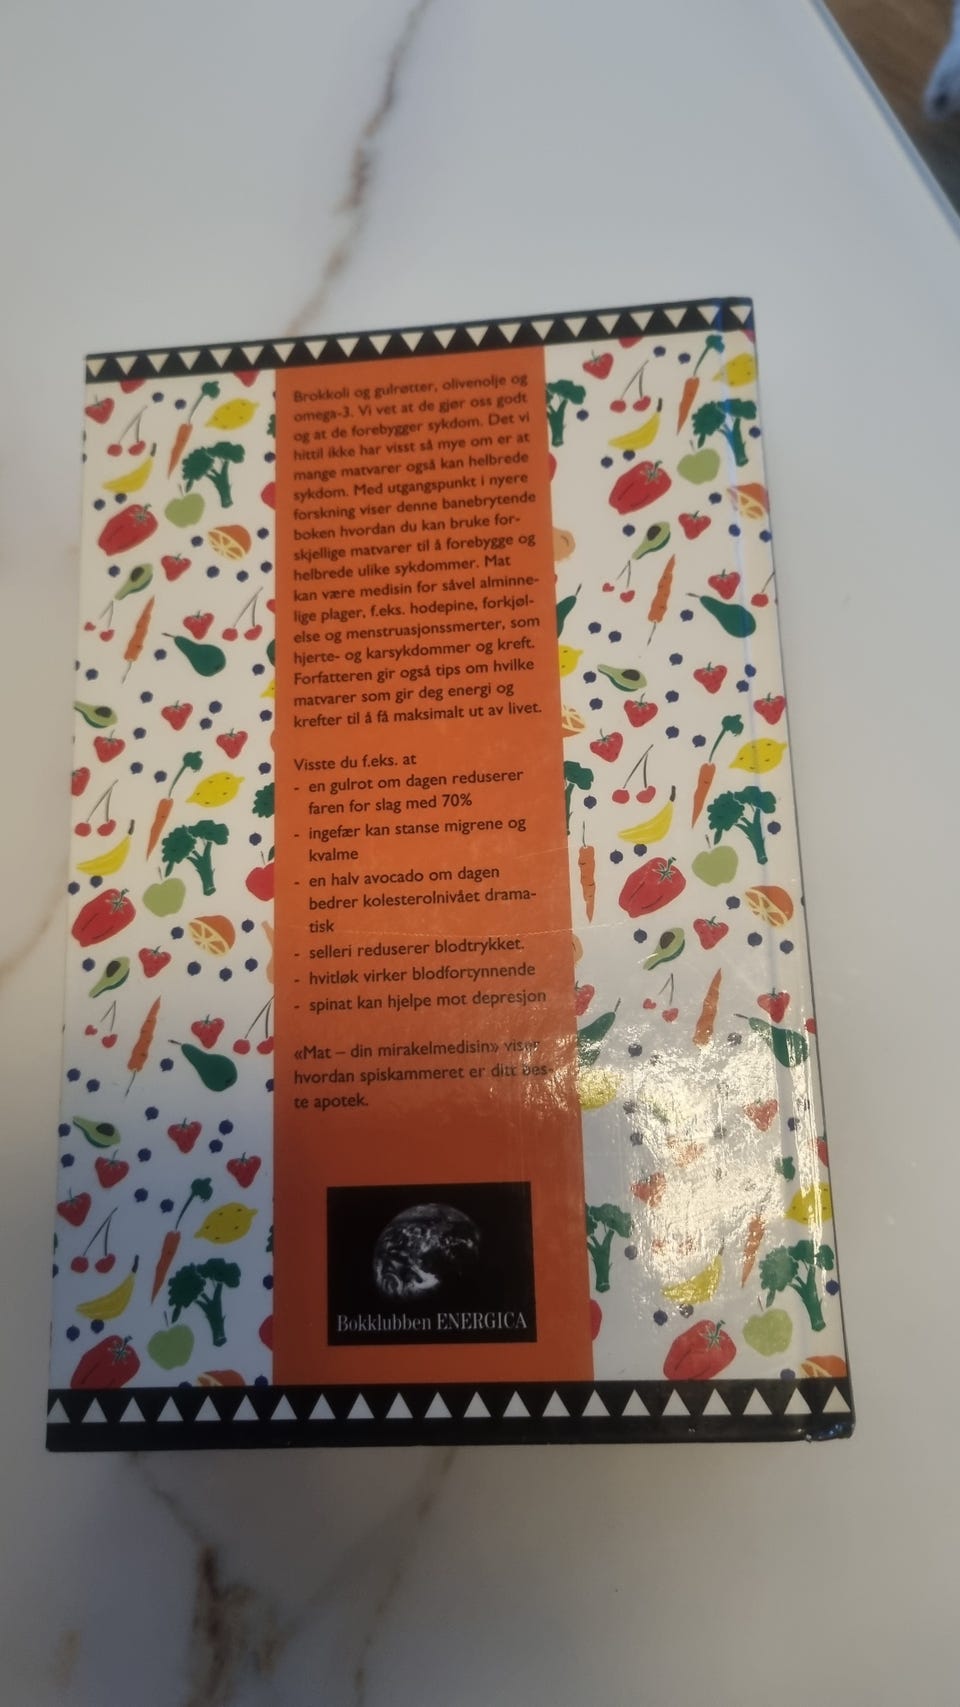 Brokkoli og gulrøtter, olivenolje og
omega-3. Vi vet at de gjør oss godt
og at de forebygger sykdom. Det vi
hittil ikke har visst så mye om er at
mange matvarer også kan helbrede
sykdom. Med utgangspunkt i nyere
forskning viser denne banebrytende
boken hvordan du kan bruke for-
skjellige matvarer til å forebygge og
helbrede ulike sykdommer. Mat
kan være medisin for såvel alminne-
lige plager, f.eks. hodepine, forkjøl-
else og menstruasjonssmerter, som
hjerte- og karsykdommer og kreft.
Forfatteren gir også tips om hvilke
matvarer som gir deg energi og
krefter til å få maksimalt ut av livet.
Visste du f.eks. at
- en gulrot om dagen reduserer
faren for slag med 70%
- ingefær kan stanse migrene og
kvalme
- en halv avocado om dagen
bedrer kolesterolnivået drama-
tisk
- selleri reduserer blodtrykket.
- hvitløk virker blodfortynnende
- spinat kan hjelpe mot depresjon
«Mat – din mirakelmedisin» viser
hvordan spiskammeret er ditt bes-
te apotek.
Bokklubben ENERGICA